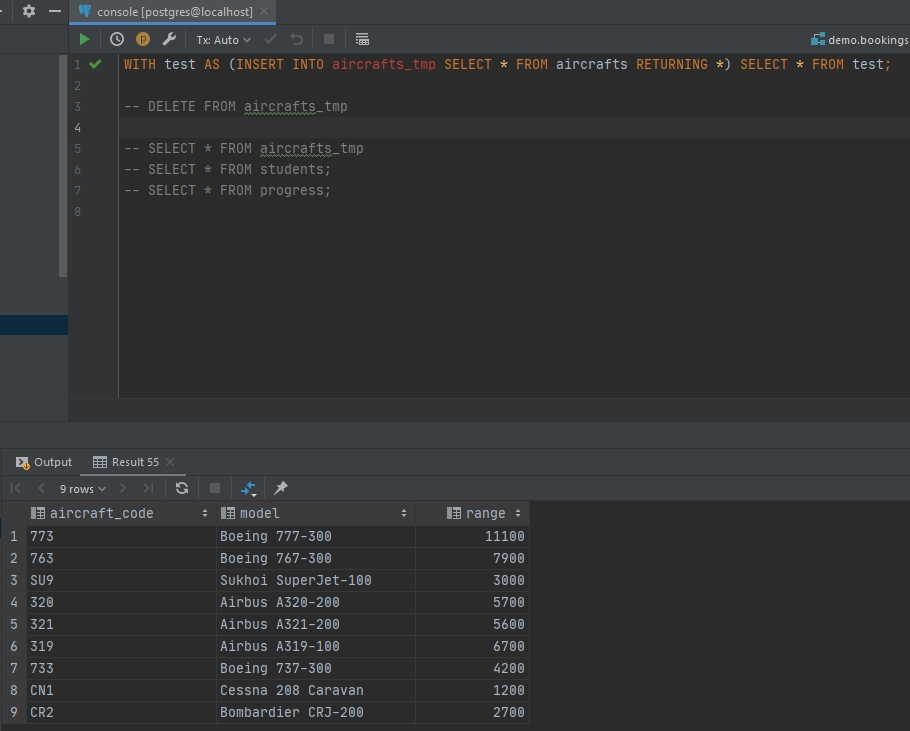 console [postgres@localhost]
Tx: Auto
demo.bookings
1 WITH test AS (INSERT INTO aircrafts_tmp SELECT * FROM aircrafts RETURNING *) SELECT * FROM test;
2
3 -- DELETE FROM aircrafts_tmp
4
5 -- SELECT * FROM aircrafts_tmp
6 -- SELECT * FROM students;
7 -- SELECT * FROM progress;
8
Output Result 55
9 rows
aircraft_code model range
1 773 Boeing 777-300 11100
2 763 Boeing 767-300 7900
3 SU9 Sukhoi SuperJet-100 3000
4 320 Airbus A320-200 5700
5 321 Airbus A321-200 5600
6 319 Airbus A319-100 6700
7 733 Boeing 737-300 4200
8 CN1 Cessna 208 Caravan 1200
9 CR2 Bombardier CRJ-200 2700